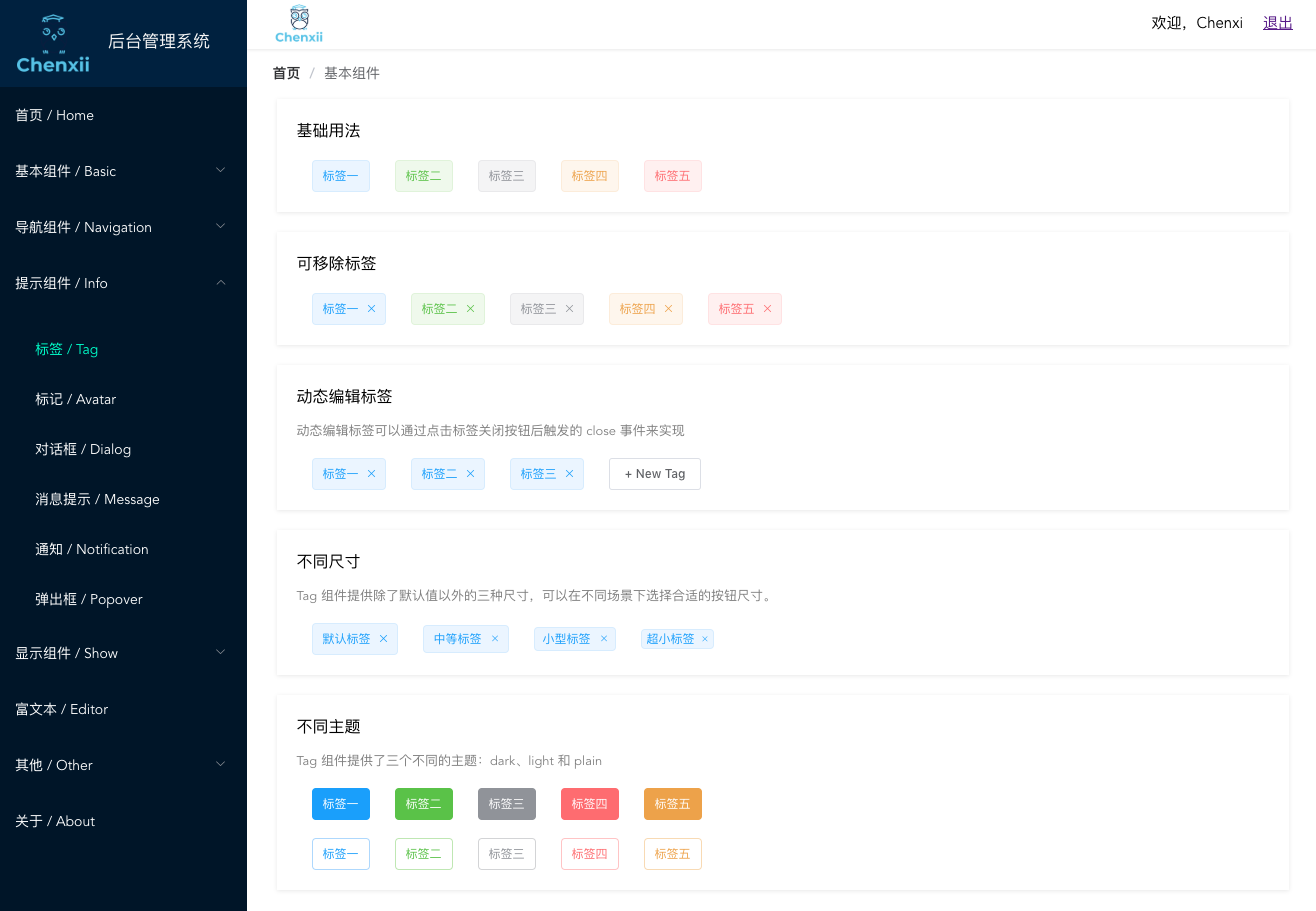 Chenxii
后台管理系统
首页 / Home
基本组件 / Basic
导航组件 / Navigation
提示组件 / Info
标签 / Tag
标记 / Avatar
对话框 / Dialog
消息提示 / Message
通知 / Notification
弹出框 / Popover
显示组件 / Show
富文本 / Editor
其他 / Other
关于 / About
Chenxii
欢迎，Chenxi 退出
首页 / 基本组件
基础用法
标签一 标签二 标签三 标签四 标签五
可移除标签
标签一 × 标签二 × 标签三 × 标签四 × 标签五 ×
动态编辑标签
动态编辑标签可以通过点击标签关闭按钮后触发的 close 事件来实现
标签一 × 标签二 × 标签三 × + New Tag
不同尺寸
Tag 组件提供除了默认值以外的三种尺寸，可以在不同场景下选择合适的按钮尺寸。
默认标签 × 中等标签 × 小型标签 × 超小标签 ×
不同主题
Tag 组件提供了三个不同的主题：dark、light 和 plain
标签一 标签二 标签三 标签四 标签五
标签一 标签二 标签三 标签四 标签五